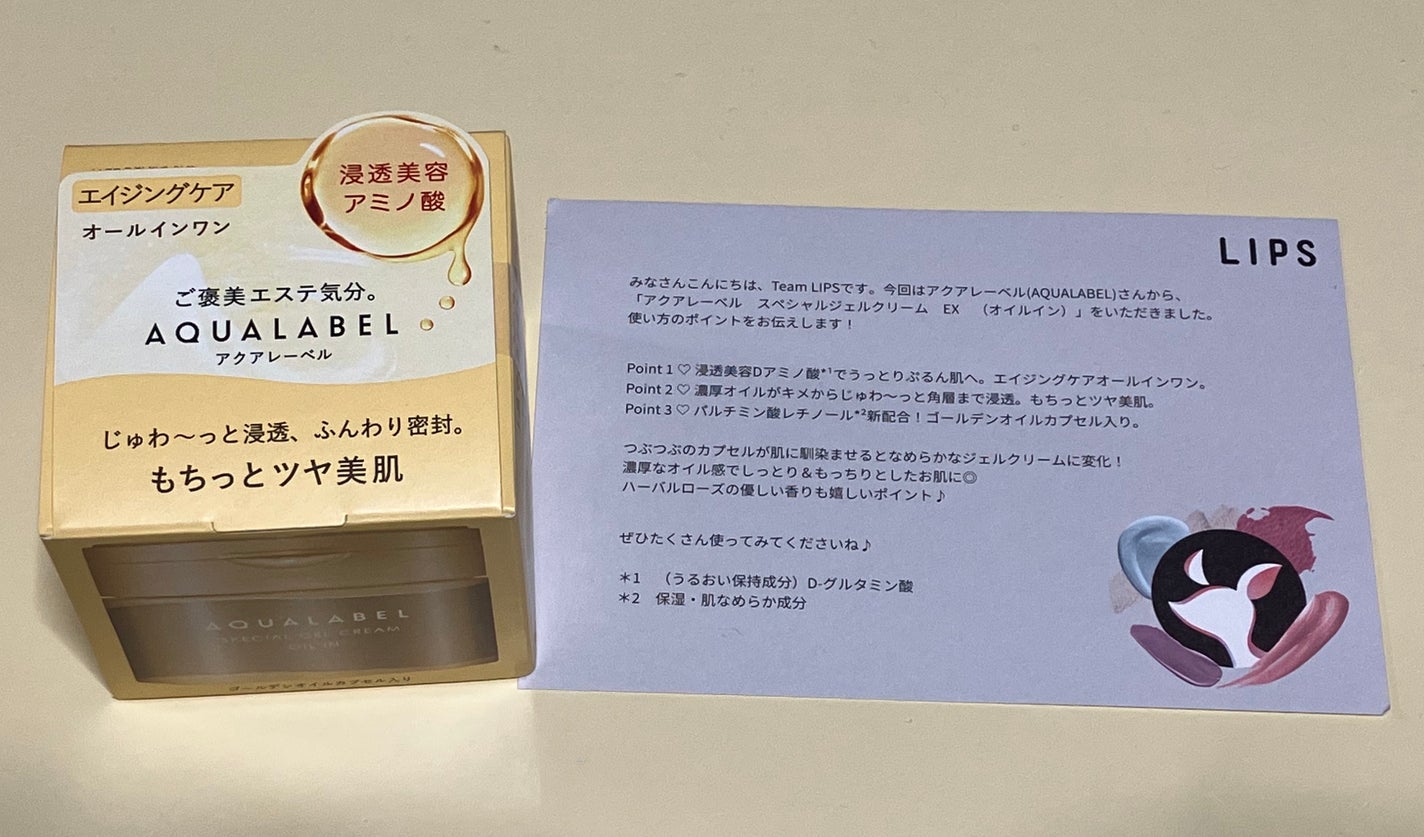 エイジングケア
オールインワン
浸透美容
アミノ酸
ご褒美エステ気分。
AQUALABEL
アクアレーベル
じゅわ〜っと浸透、ふんわり密封。
もちっとツヤ美肌
AQUALABEL
SPECIAL GEL CREAM
OIL IN
ゴールデンオイルカプセル入り
LIPS
みなさんこんにちは、Team LIPSです。今回はアクアレーベル(AQUALABEL)さんから、
「アクアレーベル　スペシャルジェルクリーム　EX　（オイルイン）」をいただきました。
使い方のポイントをお伝えします！
Point 1 ♡ 浸透美容Dアミノ酸*¹でうっとりぷるん肌へ。エイジングケアオールインワン。
Point 2 ♡ 濃厚オイルがキメからじゅわ〜っと角層まで浸透。もちっとツヤ美肌。
Point 3 ♡ パルチミン酸レチノール*²新配合！ゴールデンオイルカプセル入り。
つぶつぶのカプセルが肌に馴染ませるとなめらかなジェルクリームに変化！
濃厚なオイル感でしっとり＆もっちりとしたお肌に◎
ハーバルローズの優しい香りも嬉しいポイント♪
ぜひたくさん使ってみてくださいね♪
＊1　（うるおい保持成分）D-グルタミン酸
＊2　保湿・肌なめらか成分